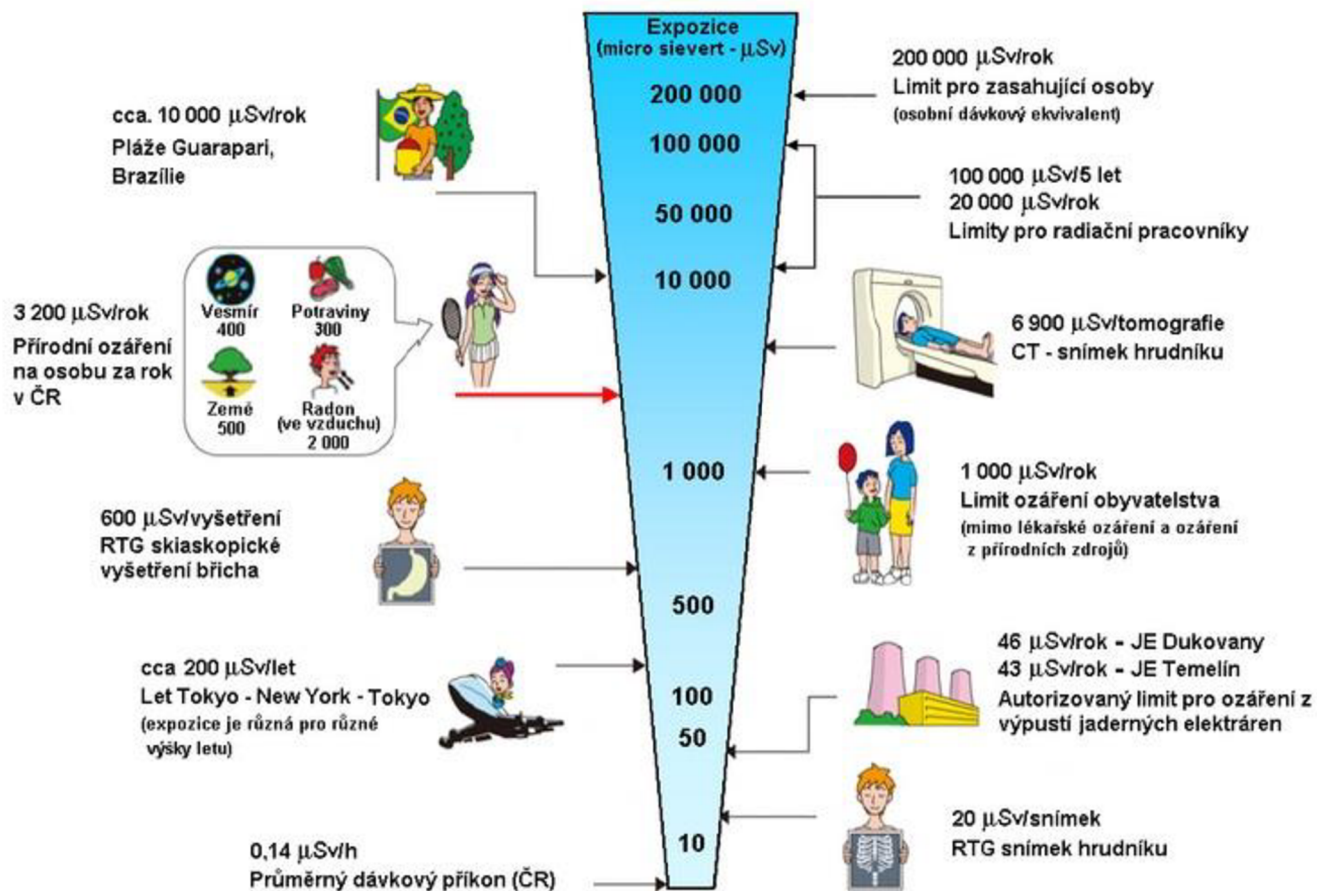 Expozice
(micro sievert - μSv)
200 000
100 000
50 000
10 000
1 000
500
100
50
10
cca. 10 000 μSv/rok
Pláže Guarapari,
Brazílie
3 200 μSv/rok
Přírodní ozáření
na osobu za rok
v ČR
Vesmír
400
Potraviny
300
Země
500
Radon
(ve vzduchu)
2 000
600 μSv/vyšetření
RTG skiaskopické
vyšetření břicha
cca 200 μSv/let
Let Tokyo - New York - Tokyo
(expozice je různá pro různé
výšky letu)
0,14 μSv/h
Průměrný dávkový příkon (ČR)
200 000 μSv/rok
Limit pro zasahující osoby
(osobní dávkový ekvivalent)
100 000 μSv/5 let
20 000 μSv/rok
Limity pro radiační pracovníky
6 900 μSv/tomografie
CT - snímek hrudníku
1 000 μSv/rok
Limit ozáření obyvatelstva
(mimo lékařské ozáření a ozáření
z přírodních zdrojů)
46 μSv/rok - JE Dukovany
43 μSv/rok - JE Temelín
Autorizovaný limit pro ozáření z
výpustí jaderných elektráren
20 μSv/snímek
RTG snímek hrudníku